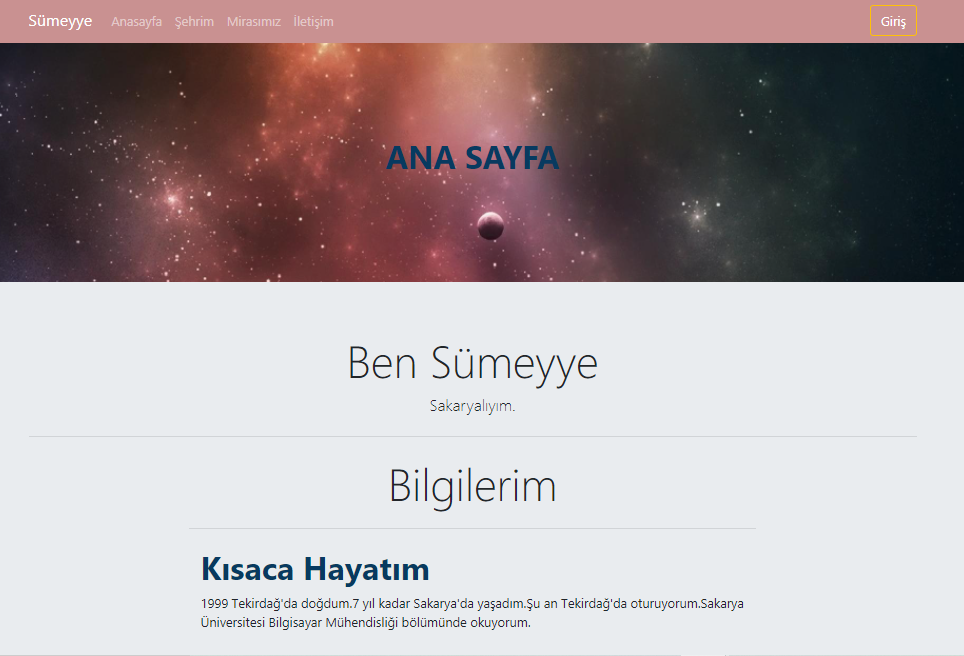 Sümeyye Anasayfa Şehrim Mirasımız İletişim Giriş
ANA SAYFA
Ben Sümeyye
Sakaryalıyım.
Bilgilerim
Kısaca Hayatım
1999 Tekirdağ'da doğdum.7 yıl kadar Sakarya'da yaşadım.Şu an Tekirdağ'da oturuyorum.Sakarya
Üniversitesi Bilgisayar Mühendisliği bölümünde okuyorum.